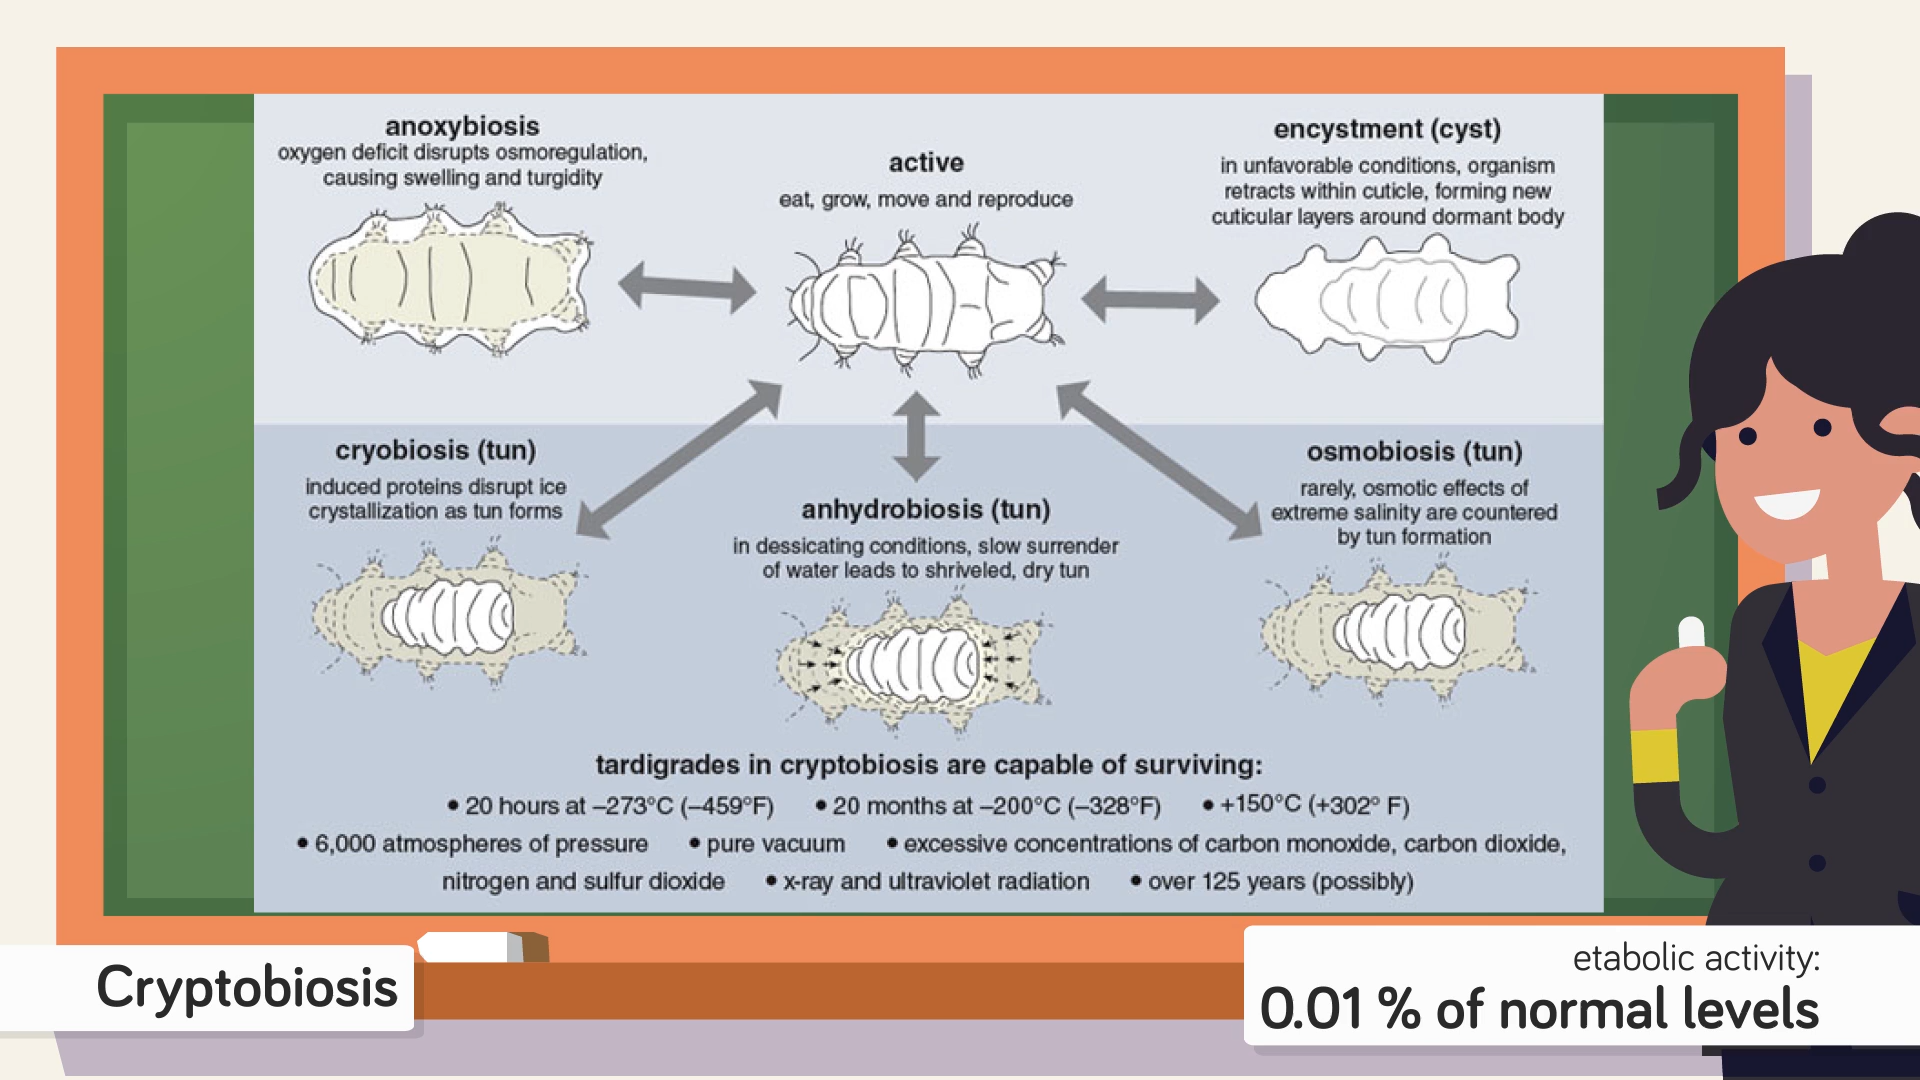 anoxybiosis
oxygen deficit disrupts osmoregulation,
causing swelling and turgidity
active
eat, grow, move and reproduce
encystment (cyst)
in unfavorable conditions, organism
retracts within cuticle, forming new
cuticular layers around dormant body
cryobiosis (tun)
induced proteins disrupt ice
crystallization as tun forms
anhydrobiosis (tun)
in dessicating conditions, slow surrender
of water leads to shriveled, dry tun
osmobiosis (tun)
rarely, osmotic effects of
extreme salinity are countered
by tun formation
tardigrades in cryptobiosis are capable of surviving:
• 20 hours at –273°C (–459°F) • 20 months at –200°C (–328°F) • +150°C (+302° F)
• 6,000 atmospheres of pressure • pure vacuum • excessive concentrations of carbon monoxide, carbon dioxide,
nitrogen and sulfur dioxide • x-ray and ultraviolet radiation • over 125 years (possibly)
Cryptobiosis
etabolic activity:
0.01 % of normal levels